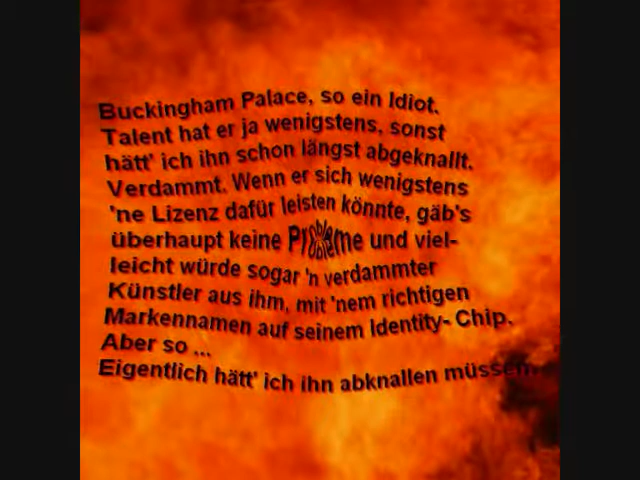 Buckingham Palace, so ein Idiot.
Talent hat er ja wenigstens, sonst
hätt' ich ihn schon längst abgeknallt.
Verdammt. Wenn er sich wenigstens
'ne Lizenz dafür leisten könnte, gäb's
überhaupt keine Probleme und viel-
leicht würde sogar 'n verdammter
Künstler aus ihm, mit 'nem richtigen
Markennamen auf seinem Identity- Chip.
Aber so ...
Eigentlich hätt' ich ihn abknallen müssen.